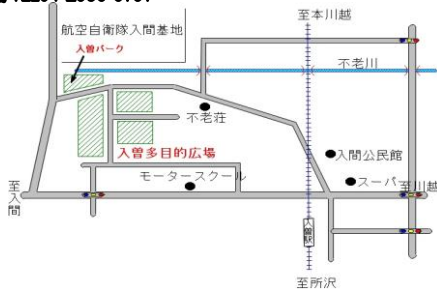 至本川越
航空自衛隊入間基地
入曽パーク
不老川
不老荘
入曽多目的広場
入間公民館
モータースクール
スーパー
至川越
至入間
入曽駅
至所沢